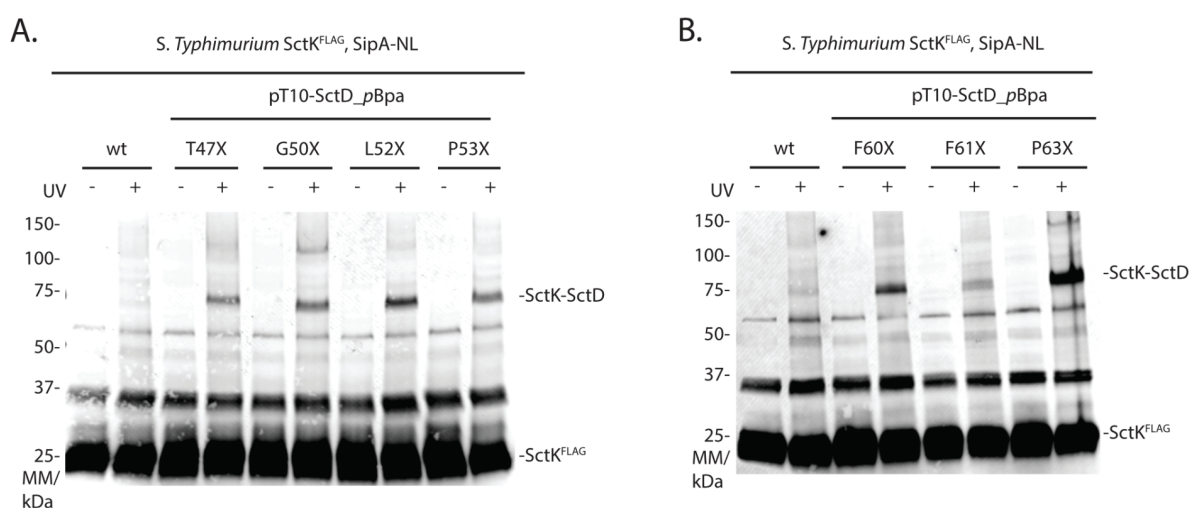 A.
S. Typhimurium SctK^FLAG, SipA-NL
pT10-SctD_pBpa
wt T47X G50X L52X P53X
UV - + - + - + - + - +
150-
100-
75- -SctK-SctD
50-
37-
25- -SctK^FLAG
MM/
kDa
B.
S. Typhimurium SctK^FLAG, SipA-NL
pT10-SctD_pBpa
wt F60X F61X P63X
UV - + - + - + - +
150-
100- -SctK-SctD
75-
50-
37-
25- -SctK^FLAG
MM/
kDa